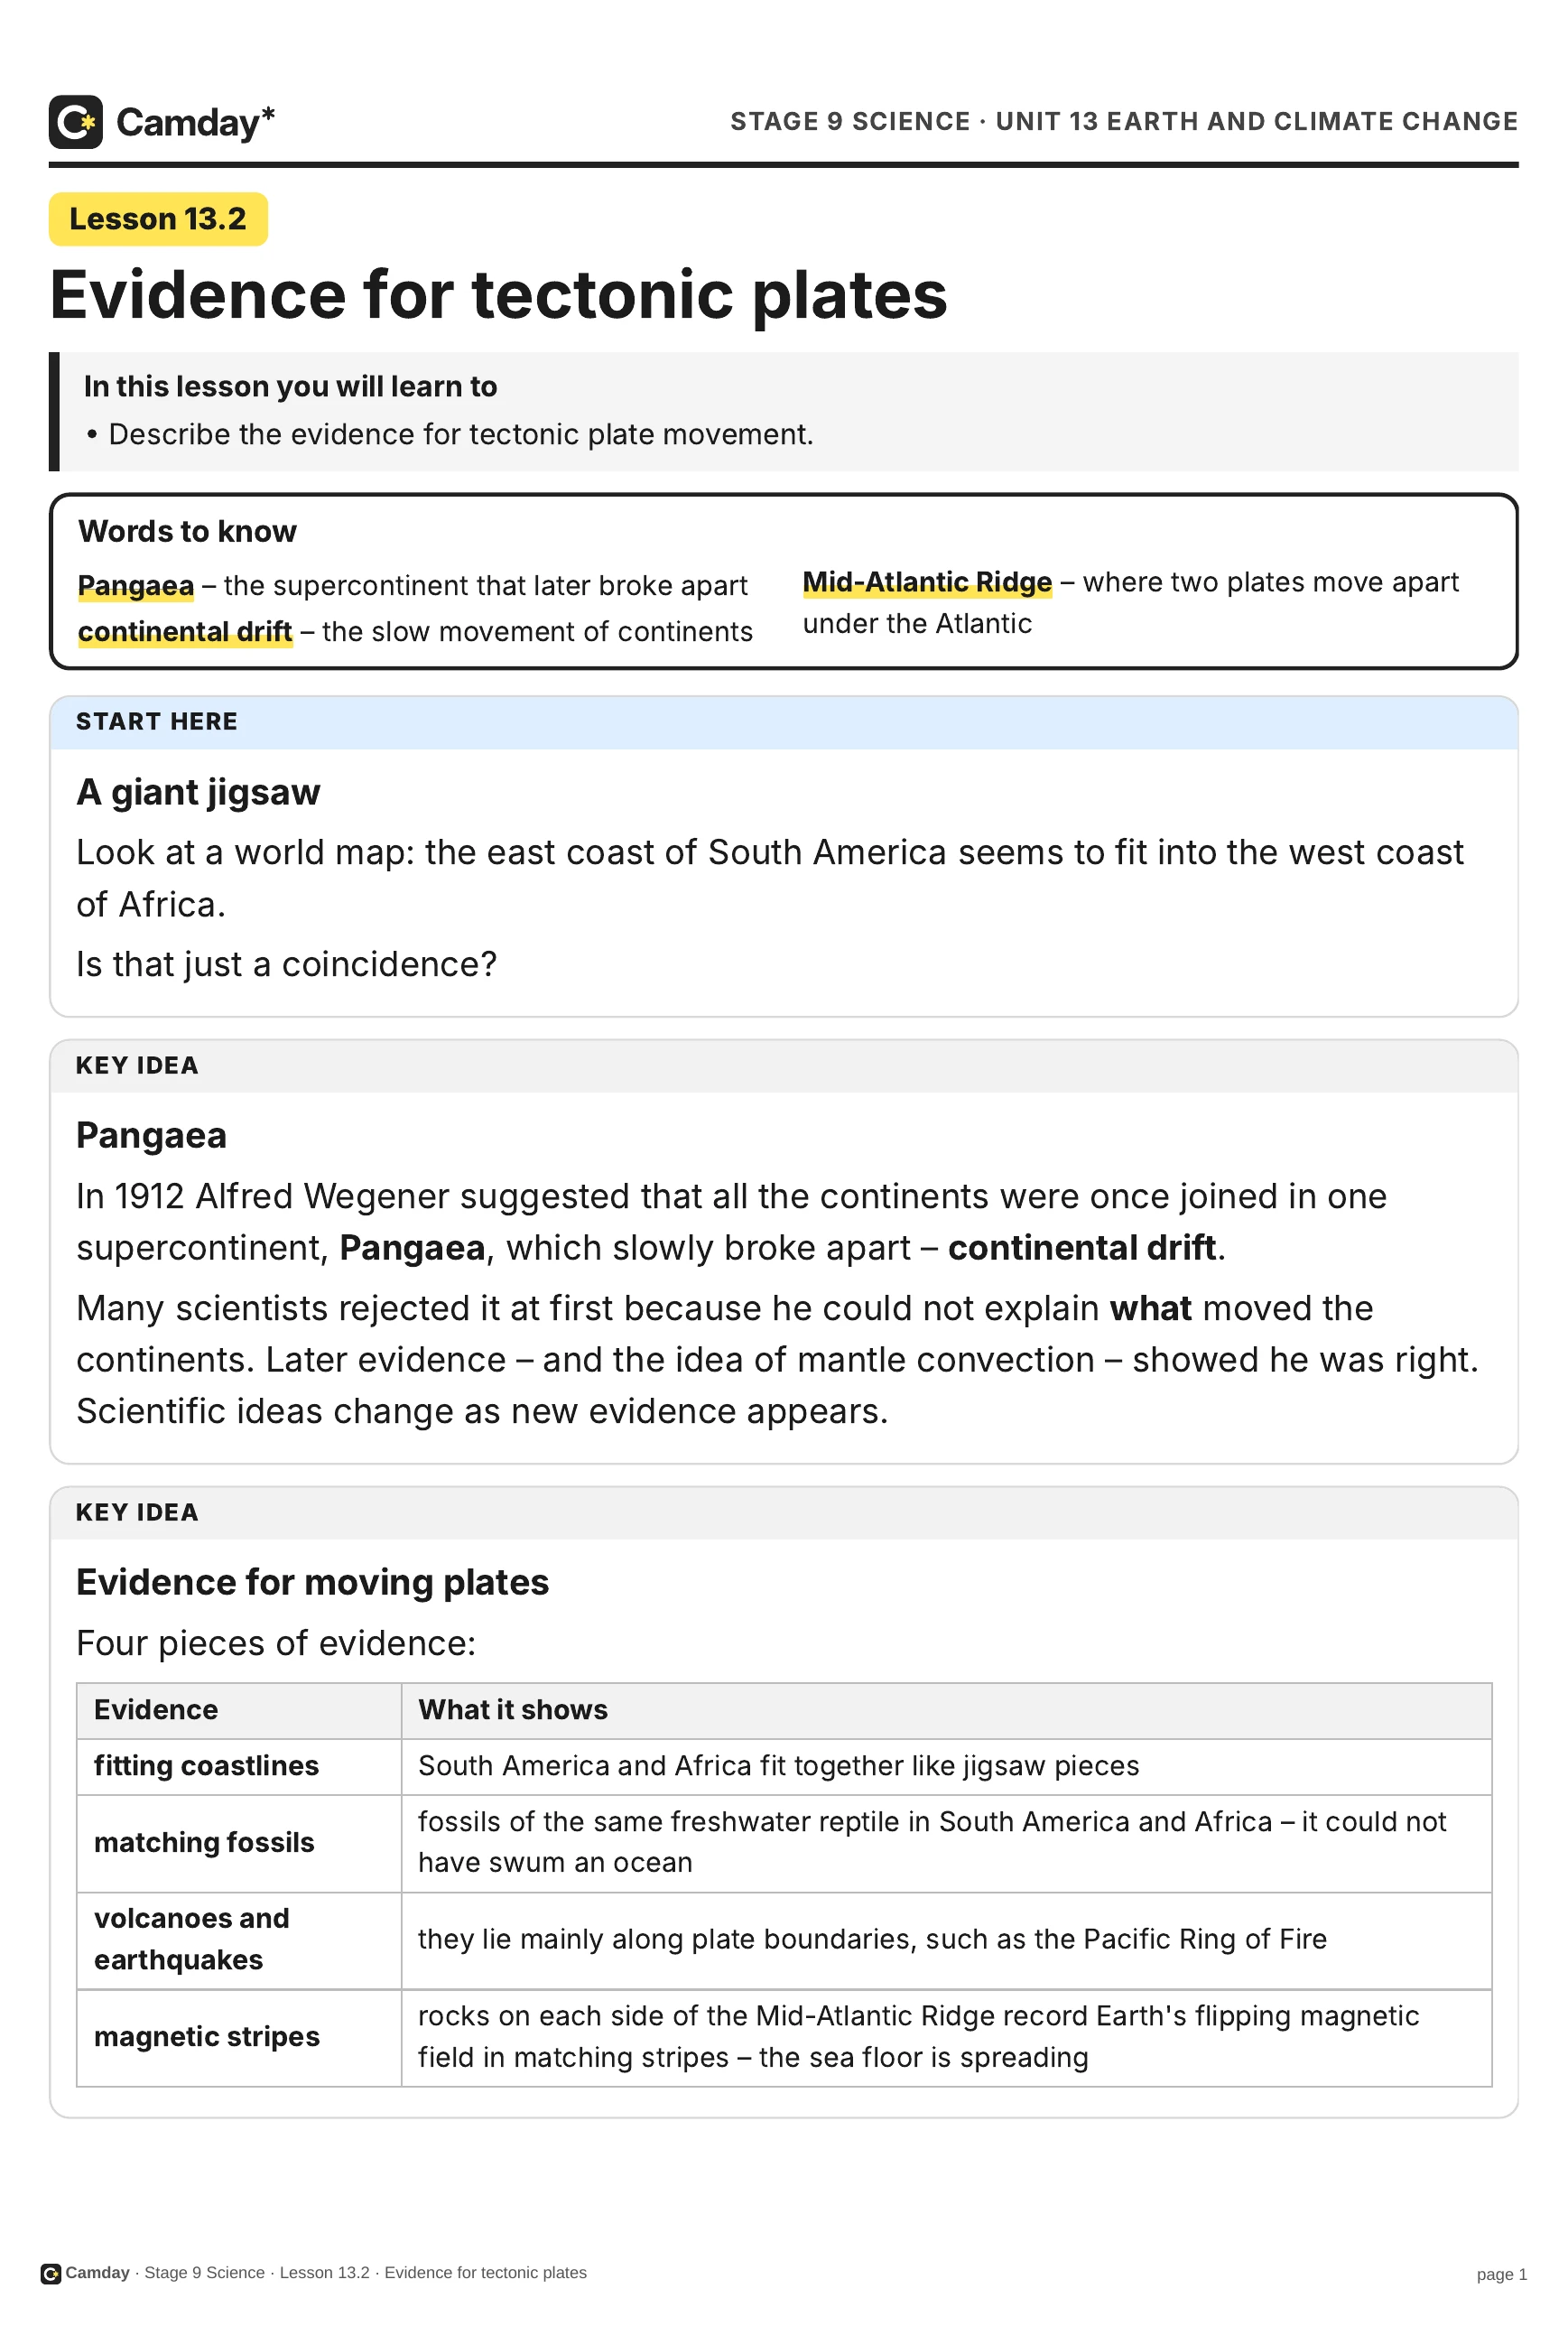 Camday*
STAGE 9 SCIENCE · UNIT 13 EARTH AND CLIMATE CHANGE
Lesson 13.2
Evidence for tectonic plates
In this lesson you will learn to
• Describe the evidence for tectonic plate movement.
Words to know
Pangaea – the supercontinent that later broke apart
continental drift – the slow movement of continents
Mid-Atlantic Ridge – where two plates move apart
under the Atlantic
START HERE
A giant jigsaw
Look at a world map: the east coast of South America seems to fit into the west coast
of Africa.
Is that just a coincidence?
KEY IDEA
Pangaea
In 1912 Alfred Wegener suggested that all the continents were once joined in one
supercontinent, Pangaea, which slowly broke apart – continental drift.
Many scientists rejected it at first because he could not explain what moved the
continents. Later evidence – and the idea of mantle convection – showed he was right.
Scientific ideas change as new evidence appears.
KEY IDEA
Evidence for moving plates
Four pieces of evidence:
Evidence
What it shows
fitting coastlines
South America and Africa fit together like jigsaw pieces
matching fossils
fossils of the same freshwater reptile in South America and Africa – it could not
have swum an ocean
volcanoes and
earthquakes
they lie mainly along plate boundaries, such as the Pacific Ring of Fire
magnetic stripes
rocks on each side of the Mid-Atlantic Ridge record Earth's flipping magnetic
field in matching stripes – the sea floor is spreading
Camday · Stage 9 Science · Lesson 13.2 · Evidence for tectonic plates
page 1